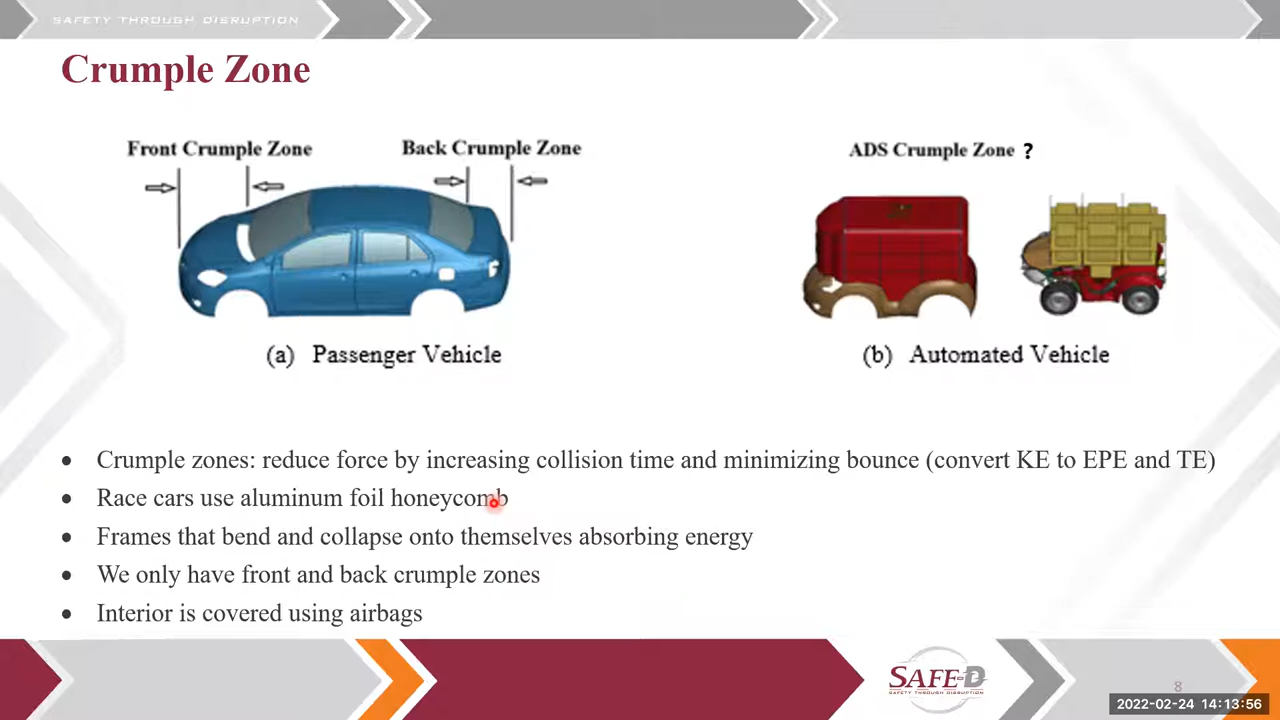 SAFETY THROUGH DISRUPTION
Crumple Zone
Front Crumple Zone
Back Crumple Zone
ADS Crumple Zone ?
(a) Passenger Vehicle
(b) Automated Vehicle
• Crumple zones: reduce force by increasing collision time and minimizing bounce (convert KE to EPE and TE)
• Race cars use aluminum foil honeycomb
• Frames that bend and collapse onto themselves absorbing energy
• We only have front and back crumple zones
• Interior is covered using airbags
SAFE-D
SAFETY THROUGH DISRUPTION
8
2022-02-24 14:13:56